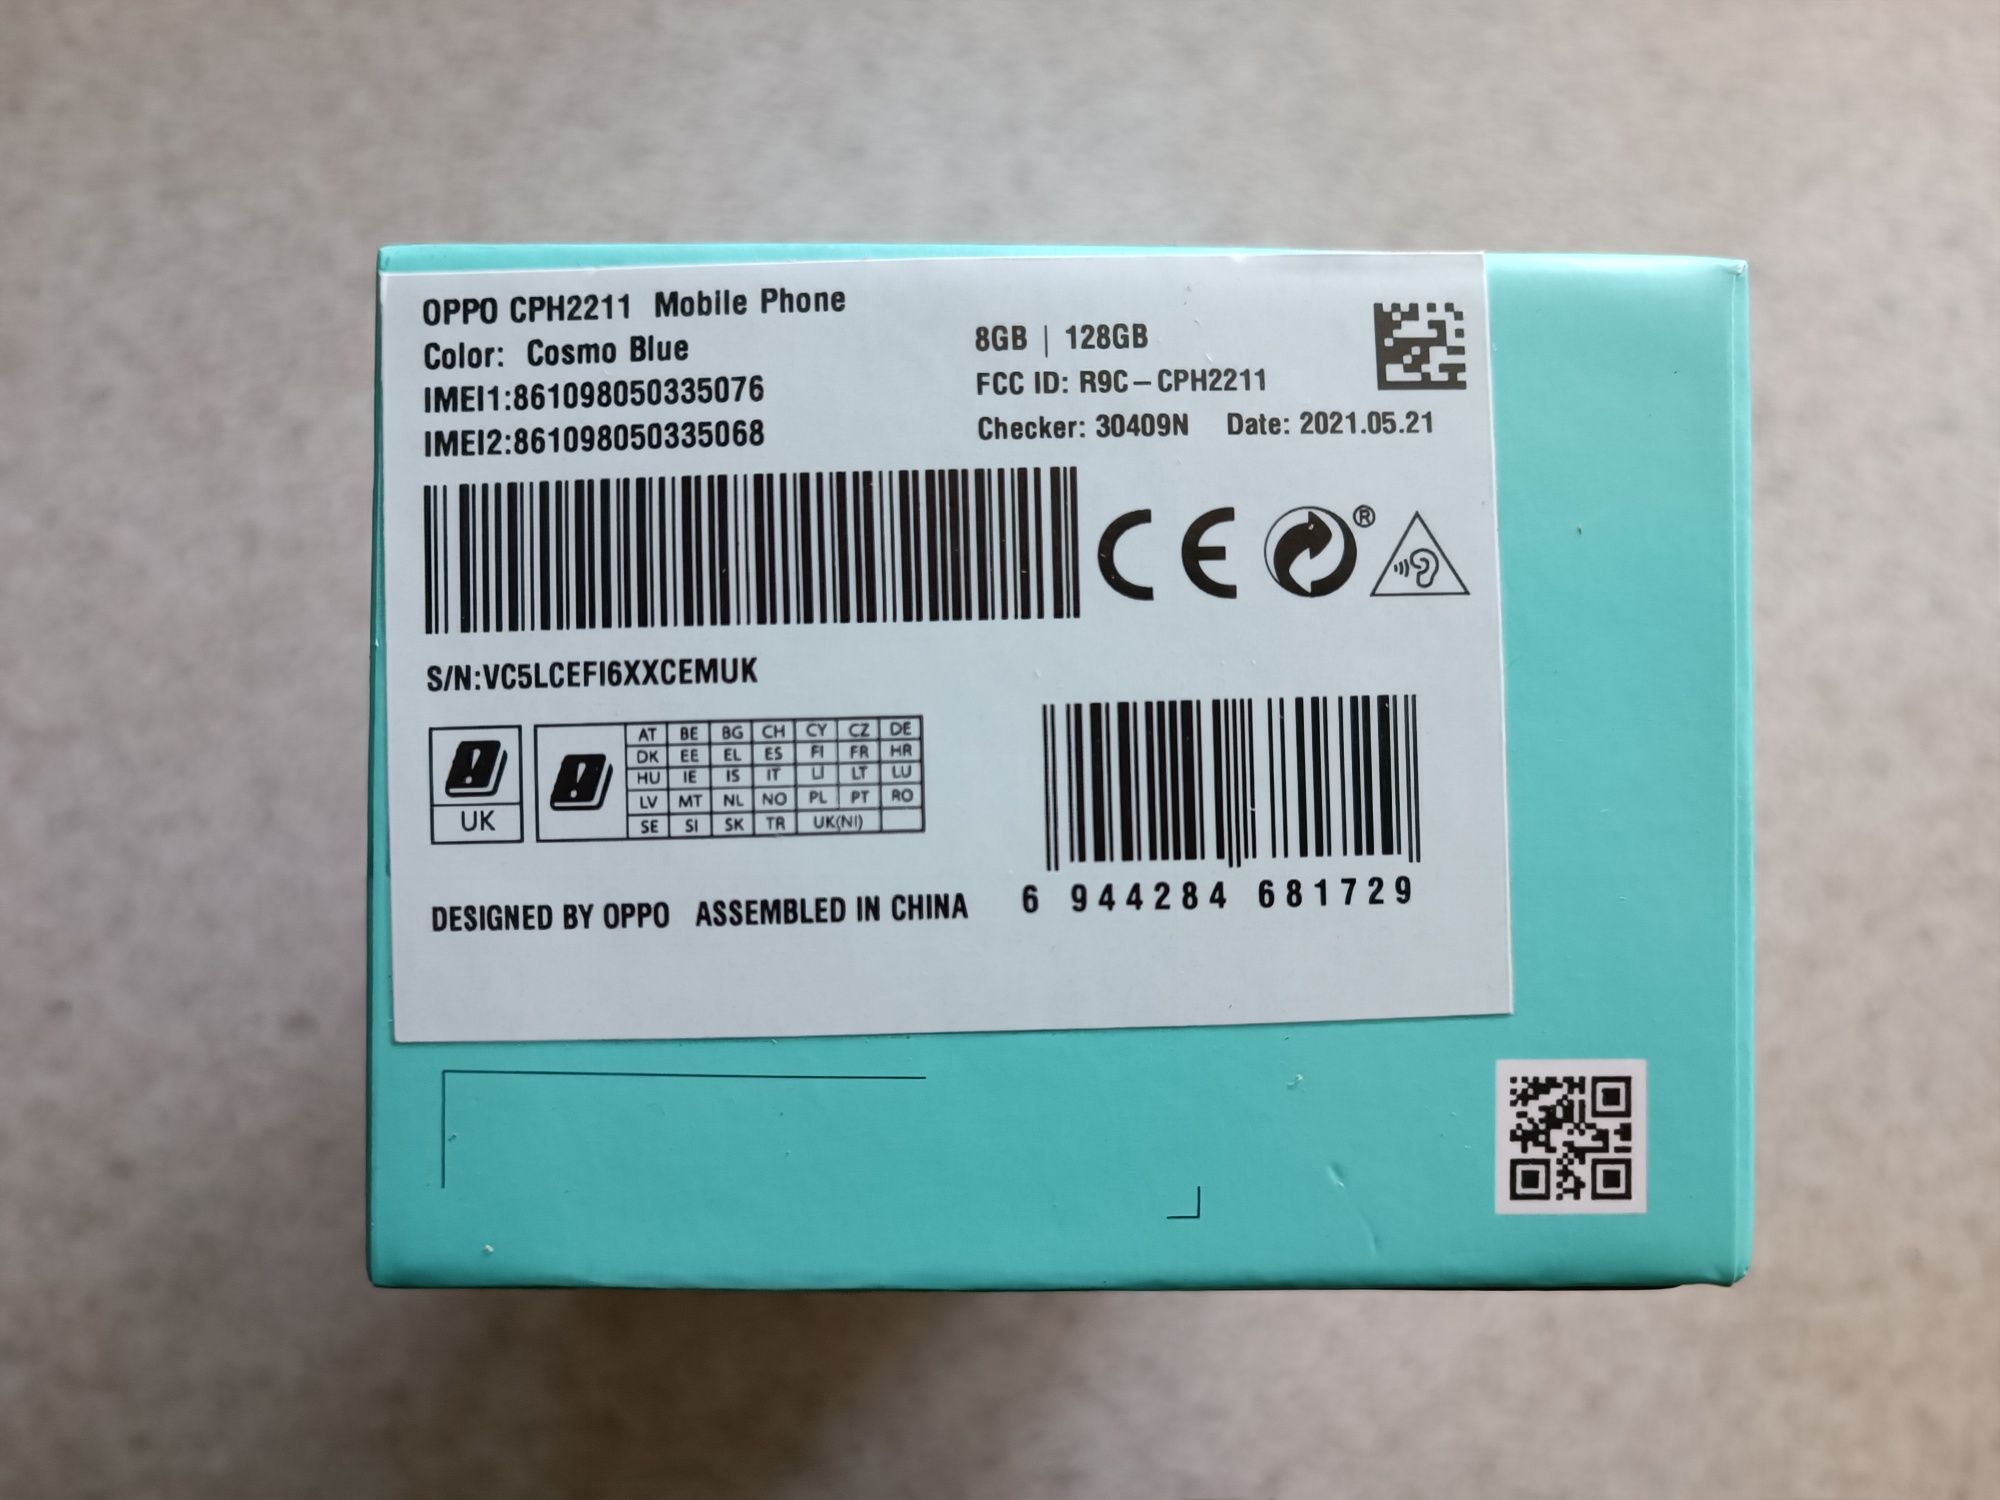 OPPO CPH2211 Mobile Phone
Color: Cosmo Blue
IMEI1:861098050335076
IMEI2:861098050335068
8GB | 128GB
FCC ID: R9C-CPH2211
Checker: 30409N Date: 2021.05.21
CE
®
S/N:VC5LCEFI6XXCEMUK
UK
AT BE BG CH CY CZ DE
DK EE EL ES FI FR HR
HU IE IS IT LI LT LU
LV MT NL NO PL PT RO
SE SI SK TR UK(NI)
6 944284 681729
DESIGNED BY OPPO ASSEMBLED IN CHINA